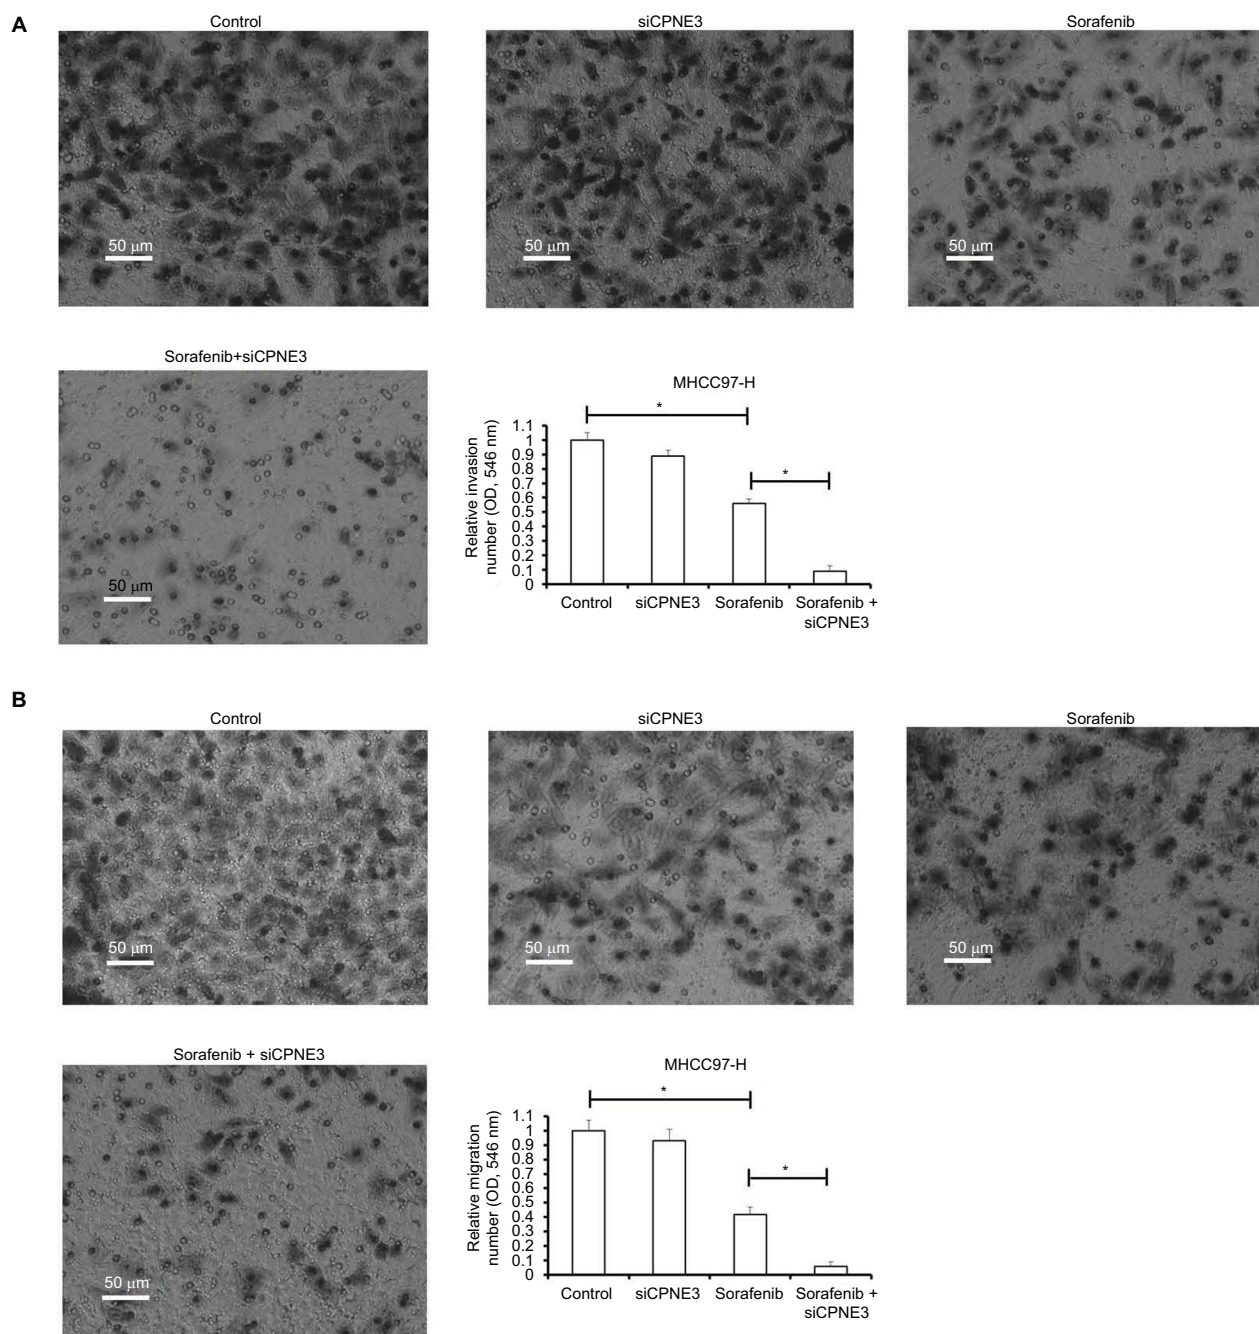 A
Control
siCPNE3
Sorafenib
50 μm
50 μm
50 μm
Sorafenib+siCPNE3
50 μm
MHCC97-H
*
*
Relative invasion
number (OD, 546 nm)
1.1
1
0.9
0.8
0.7
0.6
0.5
0.4
0.3
0.2
0.1
0
Control
siCPNE3
Sorafenib
Sorafenib +
siCPNE3
B
Control
siCPNE3
Sorafenib
50 μm
50 μm
50 μm
Sorafenib + siCPNE3
50 μm
MHCC97-H
*
*
Relative migration
number (OD, 546 nm)
1.1
1
0.9
0.8
0.7
0.6
0.5
0.4
0.3
0.2
0.1
0
Control
siCPNE3
Sorafenib
Sorafenib +
siCPNE3